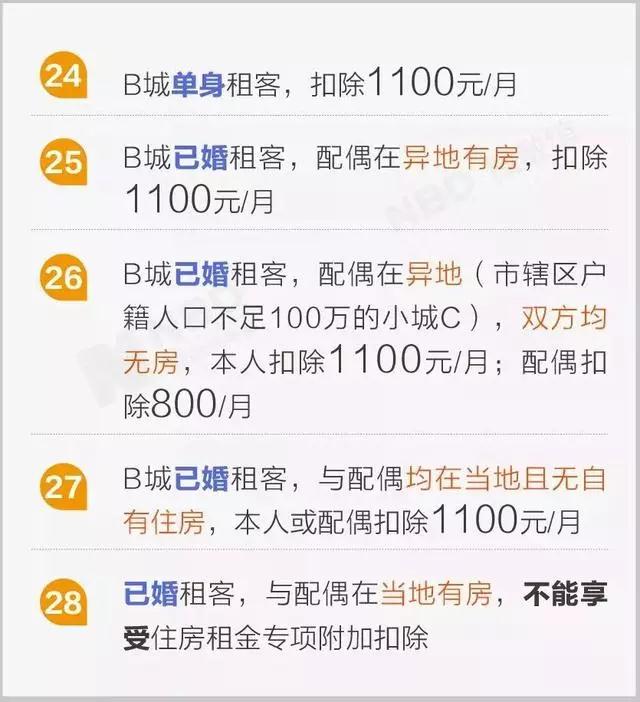 24
B城单身租客，扣除1100元/月
25
B城已婚租客，配偶在异地有房，扣除
1100元/月
26
B城已婚租客，配偶在异地（市辖区户
籍人口不足100万的小城C），双方均
无房，本人扣除1100元/月；配偶扣
除800/月
27
B城已婚租客，与配偶均在当地且无自
有住房，本人或配偶扣除1100元/月
28
已婚租客，与配偶在当地有房，不能享
受住房租金专项附加扣除